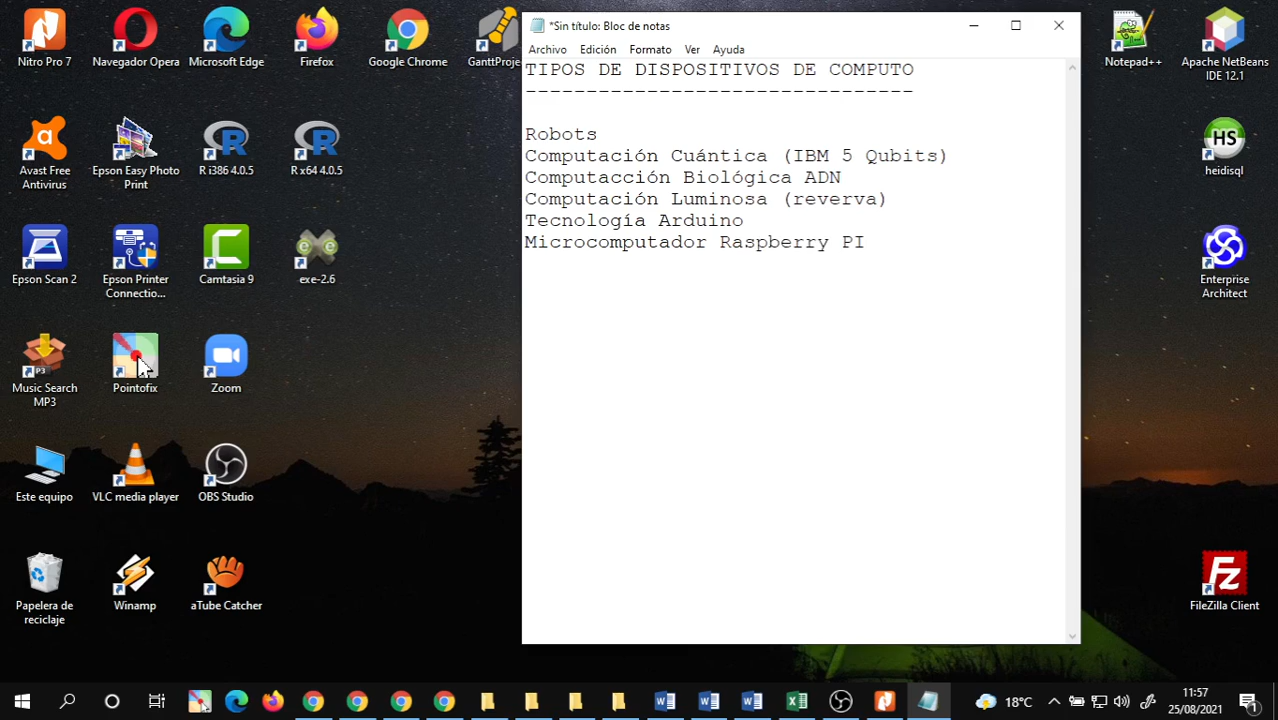 Nitro Pro 7
Navegador Opera
Microsoft Edge
Firefox
Google Chrome
GanttProje
*Sin título: Bloc de notas
Archivo Edición Formato Ver Ayuda
TIPOS DE DISPOSITIVOS DE COMPUTO
--------------------------------
Robots
Computación Cuántica (IBM 5 Qubits)
Computacción Biológica ADN
Computación Luminosa (reverva)
Tecnología Arduino
Microcomputador Raspberry PI
Notepad++
Apache NetBeans
IDE 12.1
Avast Free
Antivirus
Epson Easy Photo
Print
R i386 4.0.5
R x64 4.0.5
HS
heidisql
Epson Scan 2
Epson Printer
Connectio...
Camtasia 9
exe-2.6
Enterprise
Architect
P3
Music Search
MP3
Pointofix
Zoom
Este equipo
VLC media player
OBS Studio
Papelera de
reciclaje
Winamp
aTube Catcher
Fz
FileZilla Client
18°C
11:57
25/08/2021
1